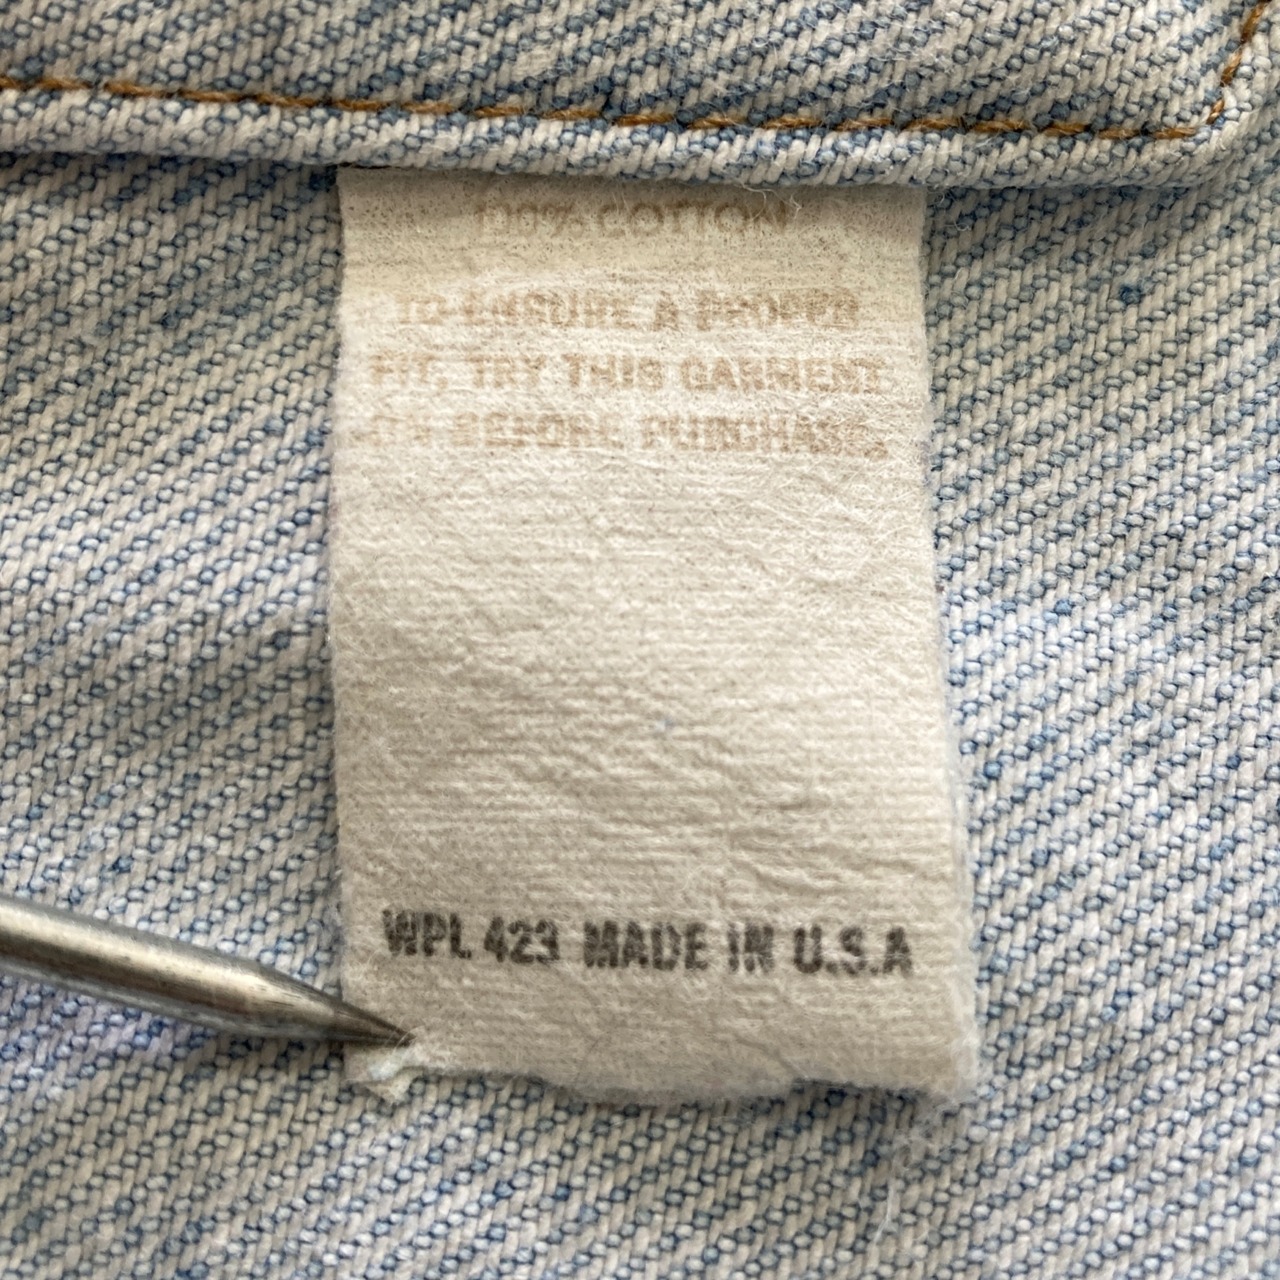 100% COTTON
TO ENSURE A PROPER
FIT, TRY THIS GARMENT
ON BEFORE PURCHASE.
WPL 423 MADE IN U.S.A